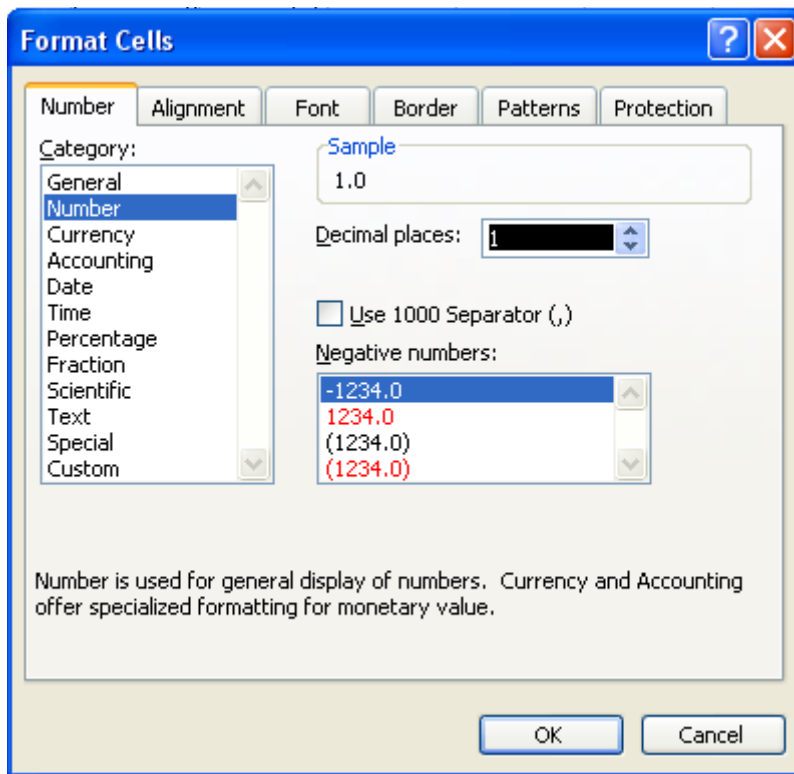 Format Cells
Number Alignment Font Border Patterns Protection
Category:
General
Number
Currency
Accounting
Date
Time
Percentage
Fraction
Scientific
Text
Special
Custom
Sample
1.0
Decimal places: 1
Use 1000 Separator (,)
Negative numbers:
-1234.0
1234.0
(1234.0)
(1234.0)
Number is used for general display of numbers. Currency and Accounting
offer specialized formatting for monetary value.
OK Cancel